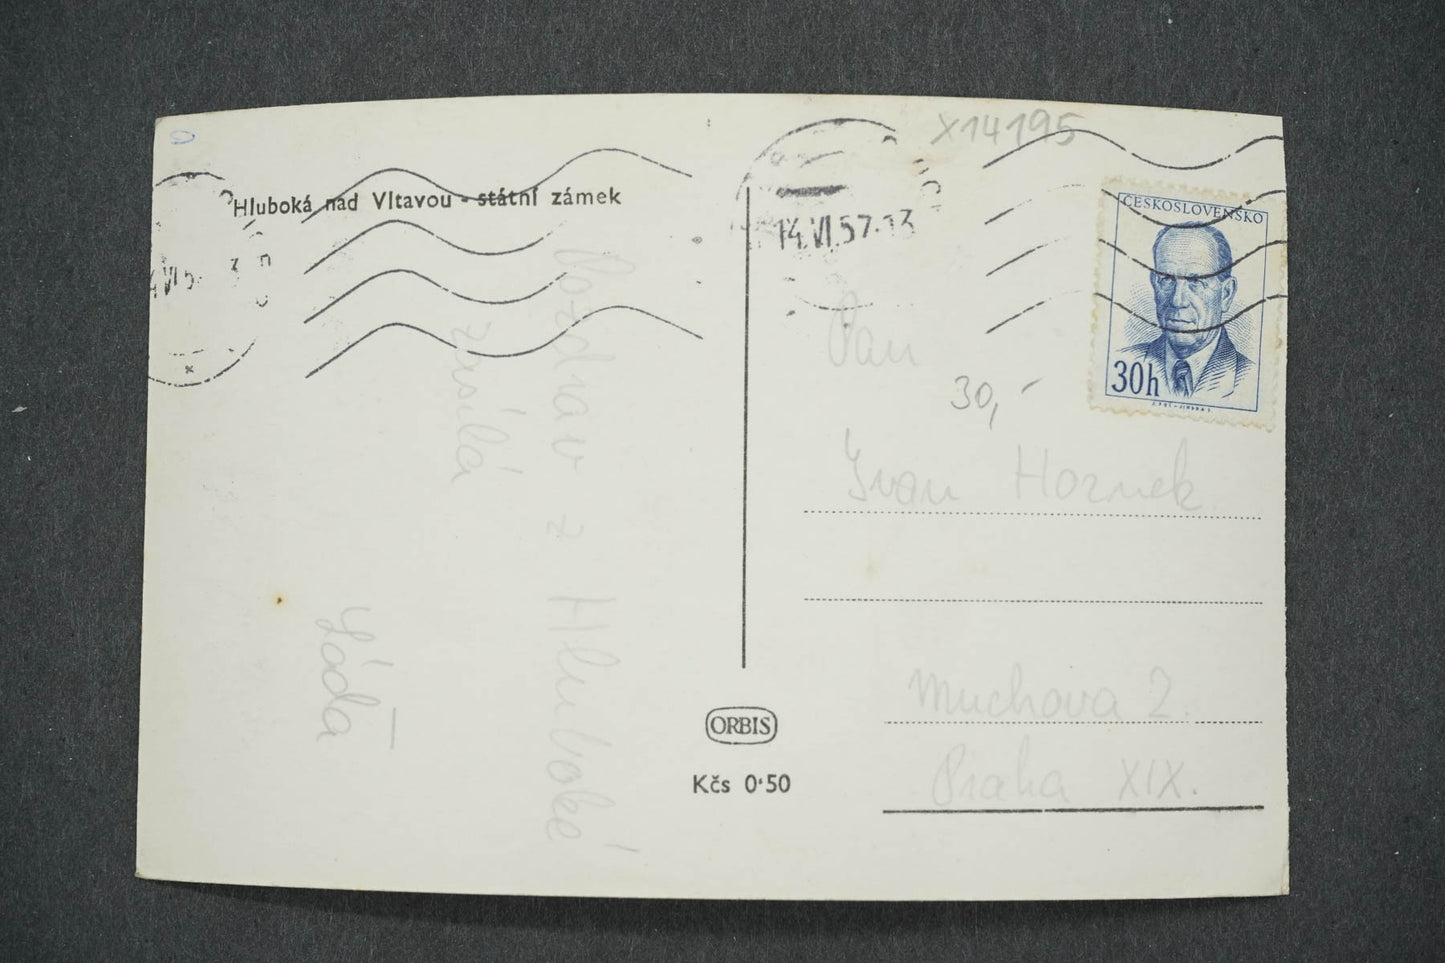 x14195
Hluboká nad Vltavou - státní zámek
14.VI.57-13
ČESKOSLOVENSKO
30h
Pozdrav z Hluboké
zasílá
Láďa
Pan
30,-
Ivan Hornek
Muchova 2.
Praha XIX.
ORBIS
Kčs 0·50